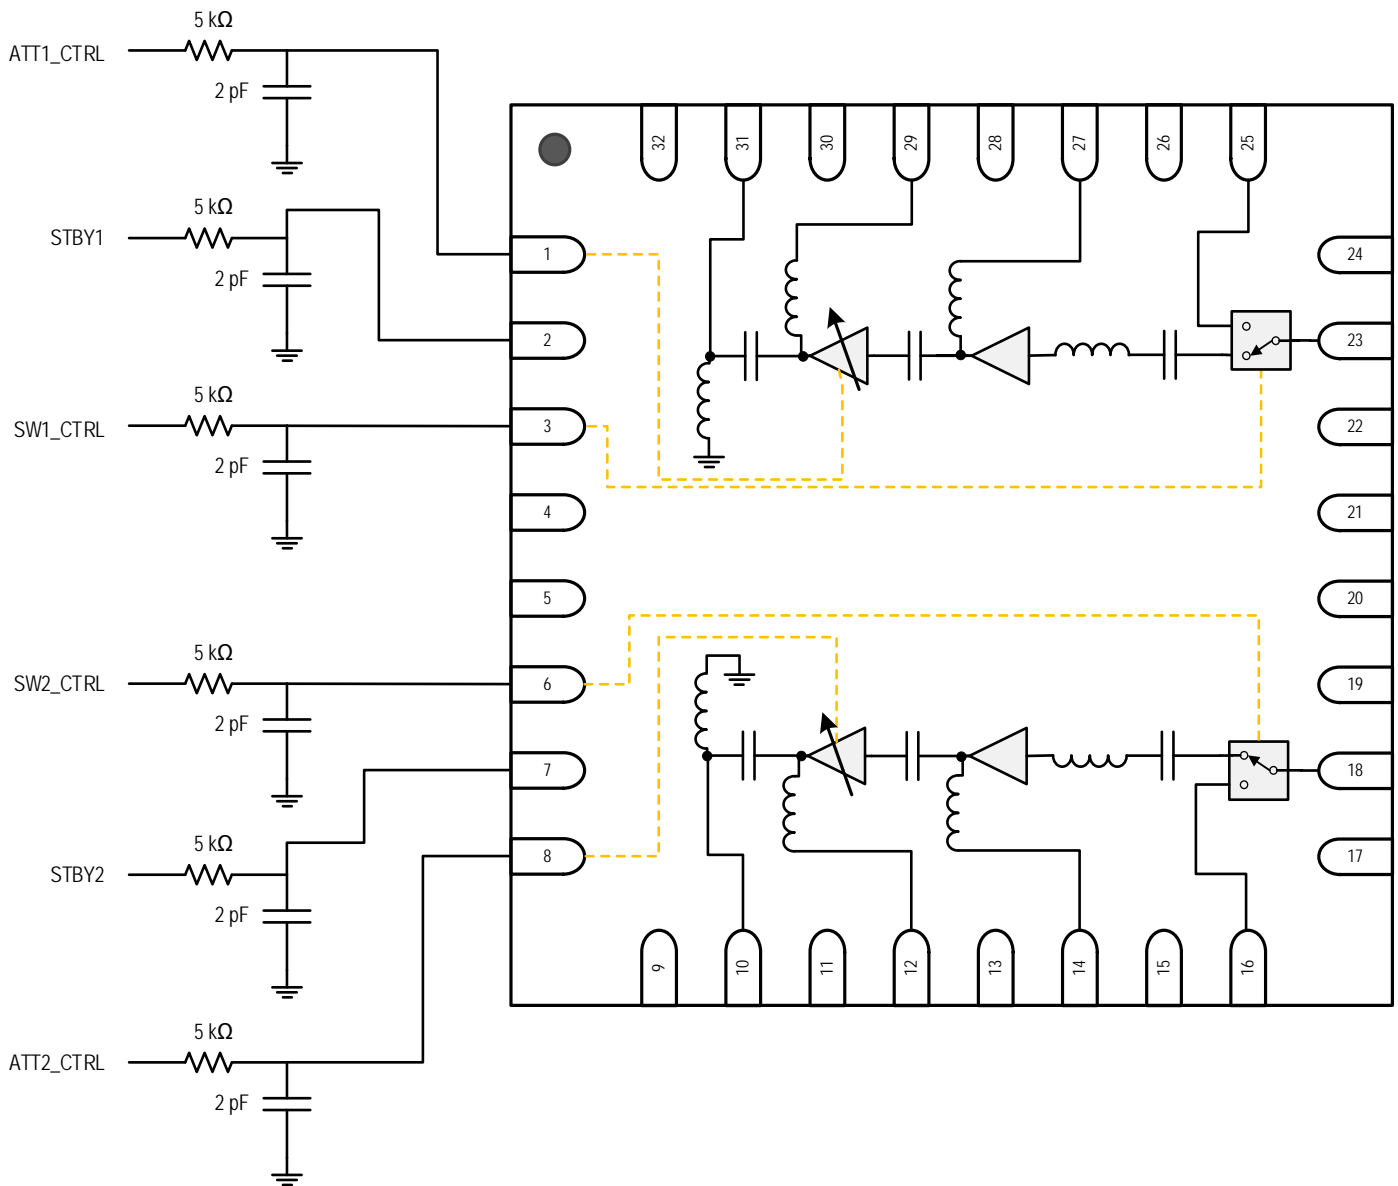 5 kΩ
ATT1_CTRL
2 pF
5 kΩ
STBY1
2 pF
5 kΩ
SW1_CTRL
2 pF
5 kΩ
SW2_CTRL
2 pF
5 kΩ
STBY2
2 pF
5 kΩ
ATT2_CTRL
2 pF
32 31 30 29 28 27 26 25
1
2
3
4
5
6
7
8
24
23
22
21
20
19
18
17
9 10 11 12 13 14 15 16